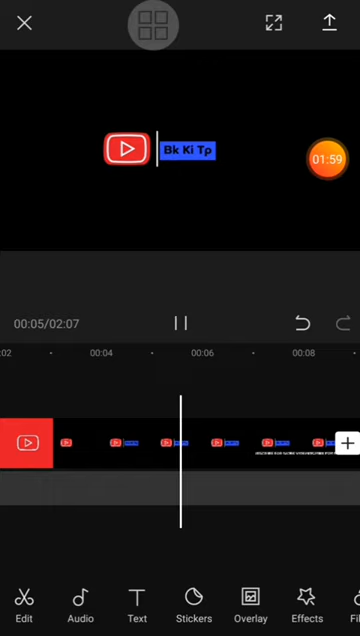 Bk Ki Tp
01:59
00:05/02:07
:02
00:04
00:06
00:08
Edit
Audio
Text
Stickers
Overlay
Effects
Fi